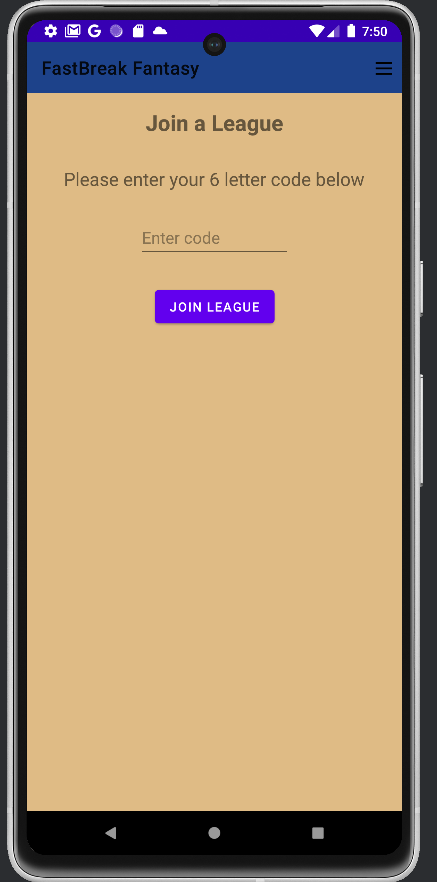 7:50
FastBreak Fantasy
Join a League
Please enter your 6 letter code below
Enter code
JOIN LEAGUE